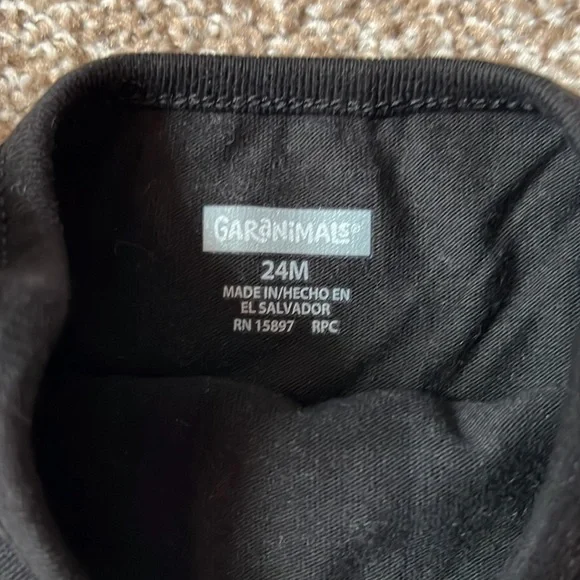 GARANIMALS®
24M
MADE IN/HECHO EN
EL SALVADOR
RN 15897 RPC